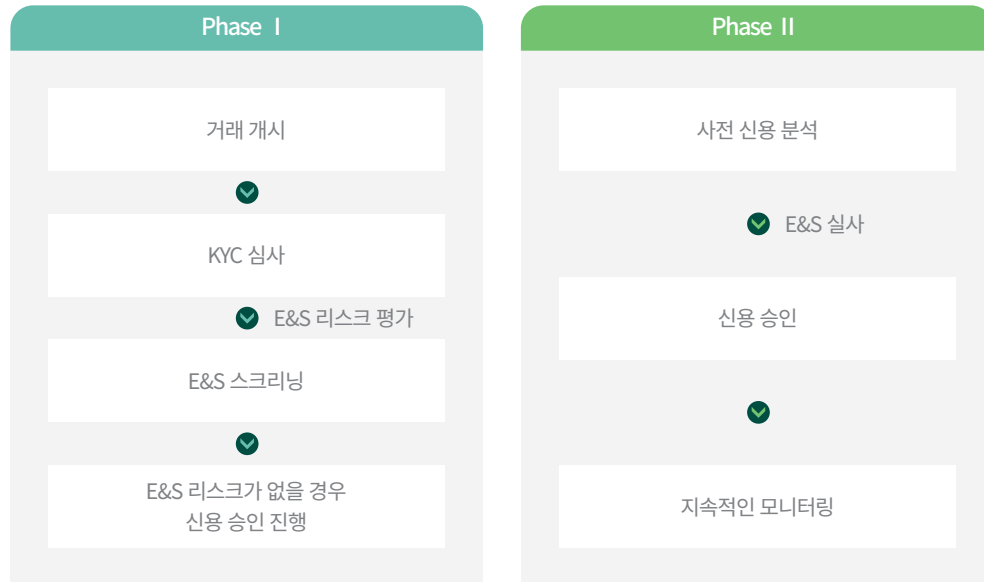 Phase Ⅰ
거래 개시
KYC 심사
E&S 리스크 평가
E&S 스크리닝
E&S 리스크가 없을 경우
신용 승인 진행
Phase Ⅱ
사전 신용 분석
E&S 실사
신용 승인
지속적인 모니터링